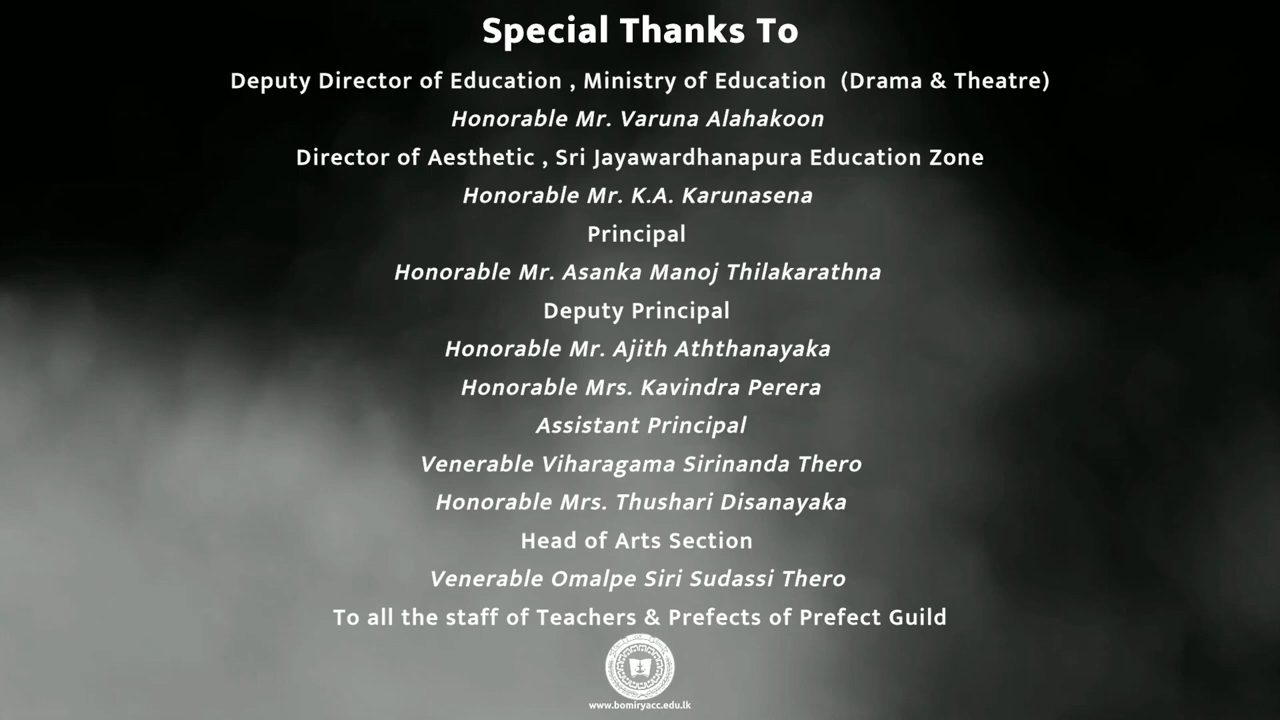 Special Thanks To
Deputy Director of Education , Ministry of Education (Drama & Theatre)
Honorable Mr. Varuna Alahakoon
Director of Aesthetic , Sri Jayawardhanapura Education Zone
Honorable Mr. K.A. Karunasena
Principal
Honorable Mr. Asanka Manoj Thilakarathna
Deputy Principal
Honorable Mr. Ajith Aththanayaka
Honorable Mrs. Kavindra Perera
Assistant Principal
Venerable Viharagama Sirinanda Thero
Honorable Mrs. Thushari Disanayaka
Head of Arts Section
Venerable Omalpe Siri Sudassi Thero
To all the staff of Teachers & Prefects of Prefect Guild
www.bomiryacc.edu.lk